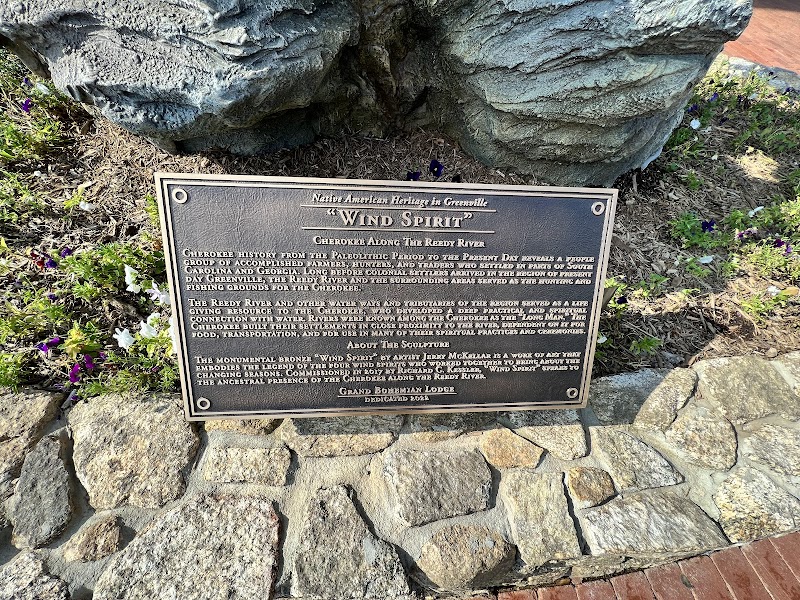 Native American Heritage in Greenville
"Wind Spirit"
Cherokee Along The Reedy River
Cherokee history from the Paleolithic Period to the Present Day reveals a people
group of accomplished farmers, hunters, and traders who settled in parts of South
Carolina and Georgia. Long before colonial settlers arrived in the region of present
day Greenville, the Reedy River and the surrounding areas served as the hunting and
fishing grounds for the Cherokee.
The Reedy River and other water ways and tributaries of the region served as a life
giving resource to the Cherokee, who developed a deep, practical, and spiritual
connection with water. Rivers were known as "Yun wi Gunahita" by the Cherokee as the "Long Man." The
Cherokee built their settlements in close proximity to the river, dependent on it for
food, transportation, and for use in many of their spiritual practices and ceremonies.
About The Sculpture
The monumental bronze "Wind Spirit" by artist Jerry McKellar is a work of art that
embodies the legend of the four wind spirits who worked together to bring about the
changing seasons. Commissioned in 2017 by Richard C. Kessler, "Wind Spirit" speaks to
the ancestral presence of the Cherokee along the Reedy River.
Grand Bohemian Lodge
Dedicated 2022